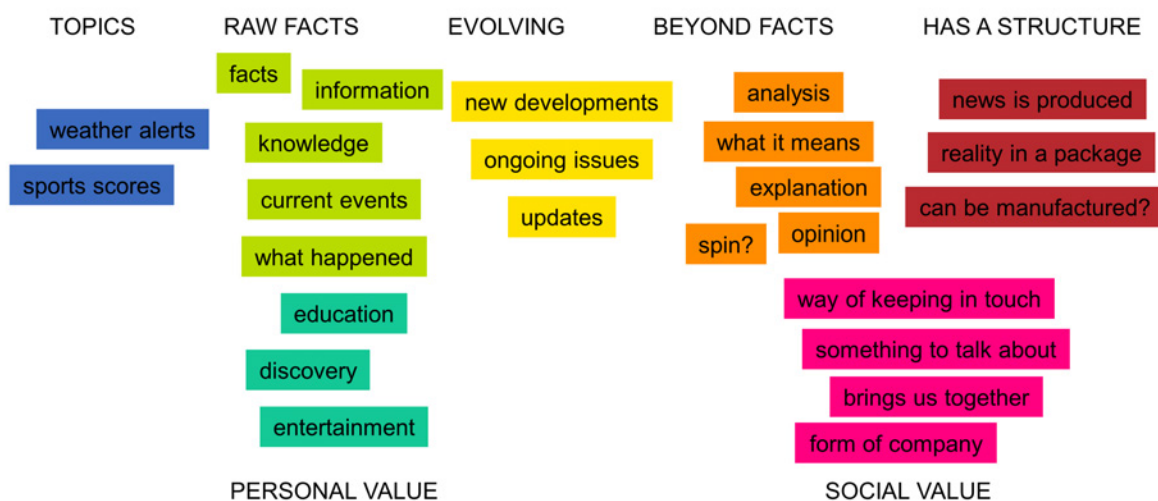 TOPICS
RAW FACTS
EVOLVING
BEYOND FACTS
HAS A STRUCTURE
weather alerts
sports scores
facts
information
knowledge
current events
what happened
new developments
ongoing issues
updates
analysis
what it means
explanation
opinion
spin?
news is produced
reality in a package
can be manufactured?
education
discovery
entertainment
way of keeping in touch
something to talk about
brings us together
form of company
PERSONAL VALUE
SOCIAL VALUE